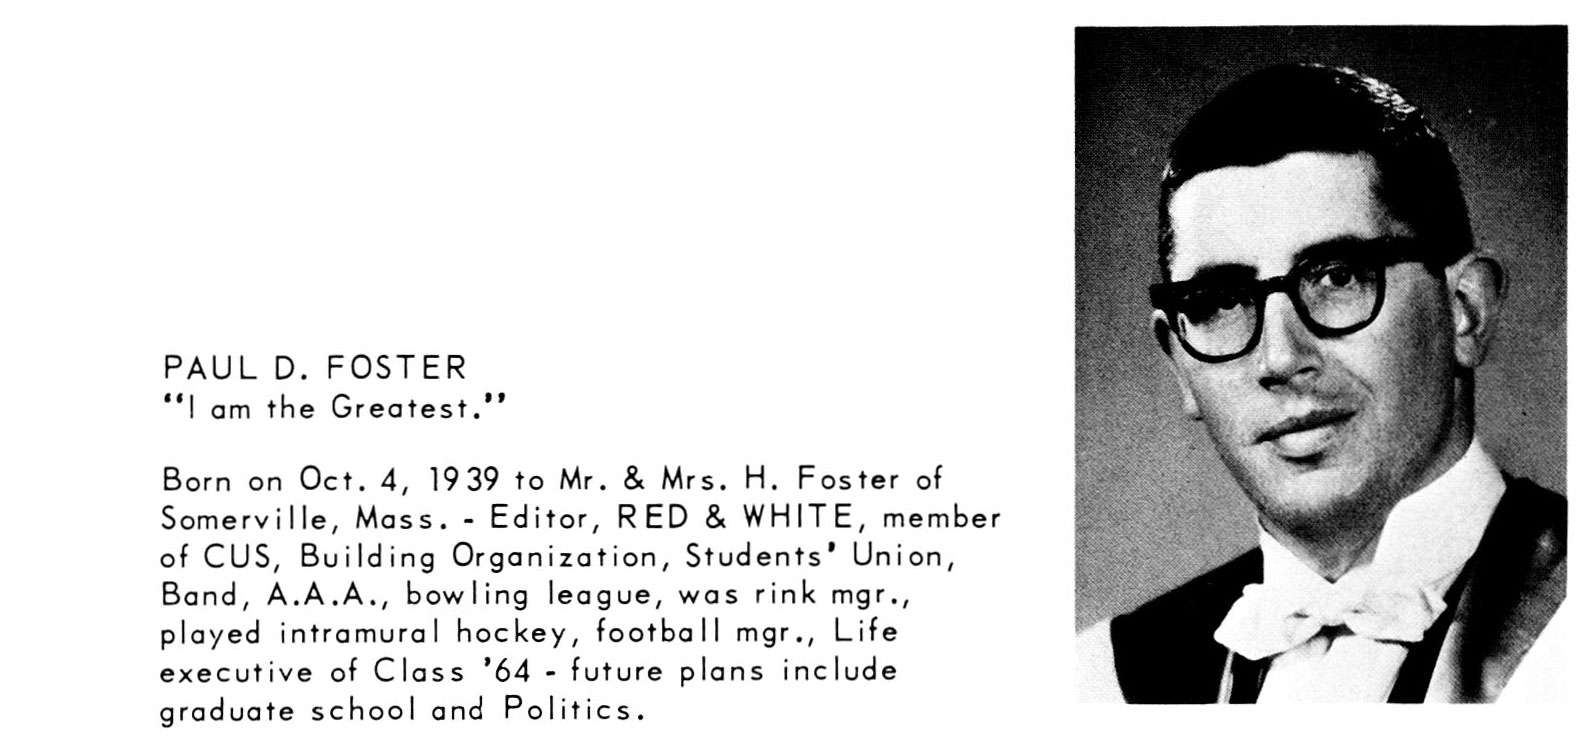 PAUL D. FOSTER
“I am the Greatest.”
Born on Oct. 4, 1939 to Mr. & Mrs. H. Foster of
Somerville, Mass. - Editor, RED & WHITE, member
of CUS, Building Organization, Students’ Union,
Band, A.A.A., bowling league, was rink mgr.,
played intramural hockey, football mgr., Life
executive of Class ’64 - future plans include
graduate school and Politics.